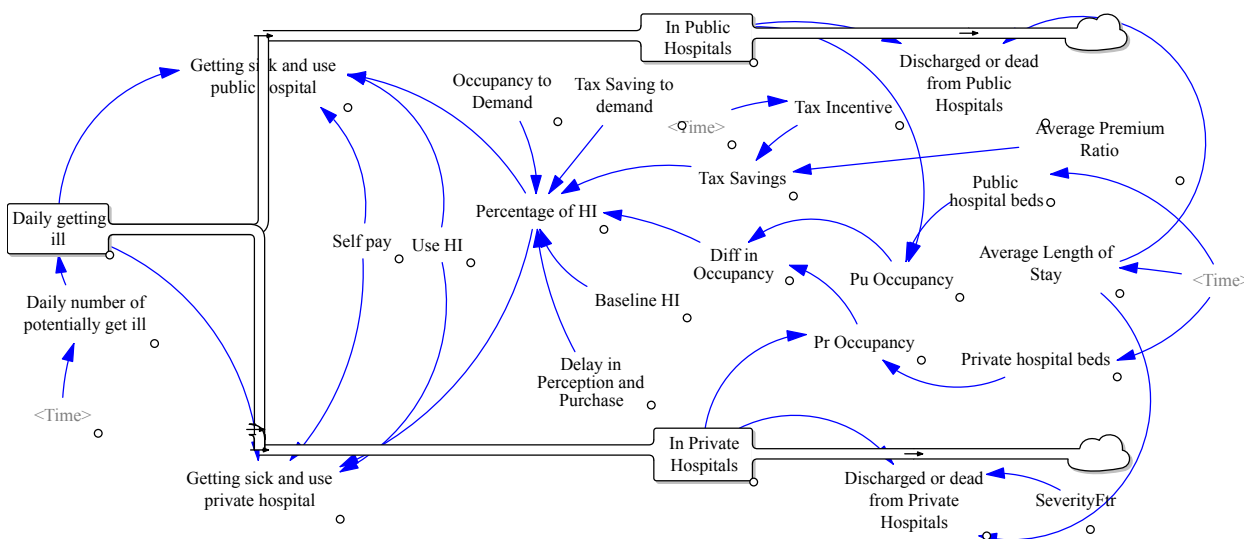 In Public
Hospitals
Getting sick and use
public hospital
Occupancy to
Demand
Tax Saving to
demand
<Time>
Tax Incentive
Discharged or dead
from Public
Hospitals
Average Premium
Ratio
Tax Savings
Public
hospital beds
Daily getting
ill
Percentage of HI
Self pay
Use HI
Diff in
Occupancy
Pu Occupancy
Average Length of
Stay
<Time>
Daily number of
potentially get ill
Baseline HI
Pr Occupancy
Private hospital beds
Delay in
Perception and
Purchase
<Time>
In Private
Hospitals
Getting sick and use
private hospital
Discharged or dead
from Private
Hospitals
SeverityFtr